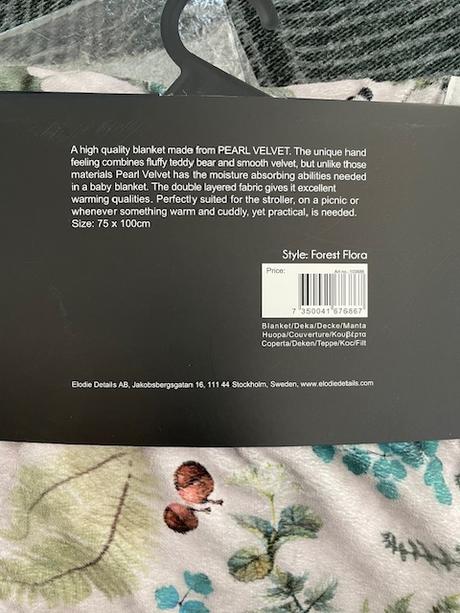 A high quality blanket made from PEARL VELVET. The unique hand
feeling combines fluffy teddy bear and smooth velvet, but unlike those
materials Pearl Velvet has the moisture absorbing abilities needed
in a baby blanket. The double layered fabric gives it excellent
warming qualities. Perfectly suited for the stroller, on a picnic or
whenever something warm and cuddly, yet practical, is needed.
Size: 75 x 100cm
Style: Forest Flora
Price: Art no.: 103886
7 350041 676867
Blanket/Deka/Decke/Manta
Huopa/Couverture/Κουβέρτα
Coperta/Deken/Teppe/Koc/Filt
Elodie Details AB, Jakobsbergsgatan 16, 111 44 Stockholm, Sweden, www.elodiedetails.com